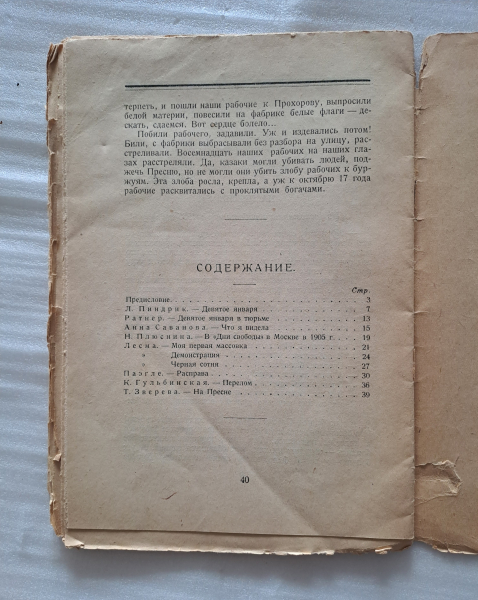 терпеть, и пошли наши рабочие к Прохорову, выпросили
белой материи, повесили на фабрике белые флаги — де-
скать, сдаемся. Вот сердце болело...
Побили рабочего, задавили. Уж и издевались потом!
Били, с фабрики выбрасывали без разбора на улицу, рас-
стреливали. Восемнадцать наших рабочих на наших гла-
зах расстреляли. Да, казаки могли убивать людей, под-
жечь Пресню, но не могли они убить злобу рабочих к бур-
жуям. Эта злоба росла, крепла, а уж к октябрю 17 года
рабочие расквитались с проклятыми богачами.
СОДЕРЖАНИЕ.
Стр.
Предисловие. . . . . . . . . . 3
Л. Пиндрик. — Девятое января . . . . . . . . . . 7
Ратнер. — Девятое января в тюрьме . . . . . . . . . . 13
Анна Саванова. — Что я видела . . . . . . . . . . 15
Н. Плюснина. — В «Дни свободы» в Москве и 1905 г. . 19
Лесна. — Моя первая массовка . . . . . . . . . . 21
» Демонстрация . . . . . . . . . . 24
» Черная сотня . . . . . . . . . . 27
Паэгле. — Расправа . . . . . . . . . . 30
К. Гульбинская. — Перелом . . . . . . . . . . 36
Т. Зверева. — На Пресне . . . . . . . . . . 39
40